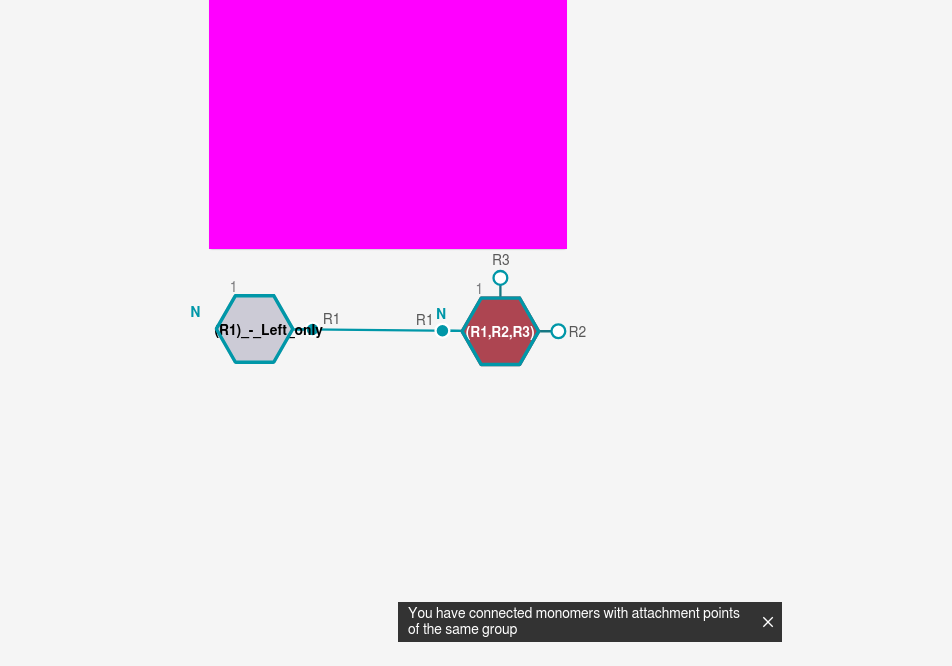 R3
1
1
N
N
R1
R1
(R1)_-_Left_only
(R1,R2,R3)
R2
You have connected monomers with attachment points
of the same group